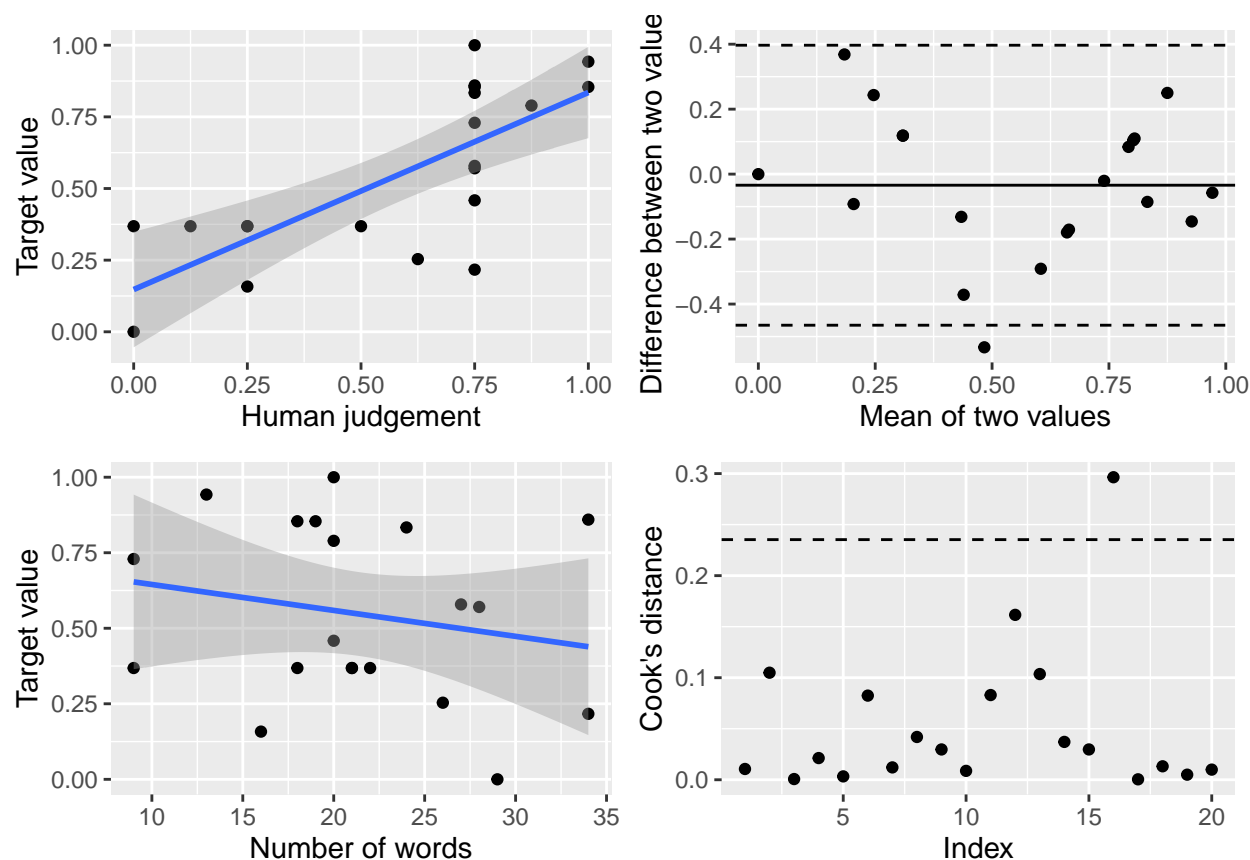 1.00
0.75
0.50
0.25
0.00
Target value
0.00 0.25 0.50 0.75 1.00
Human judgement
0.4
0.2
0.0
−0.2
−0.4
Difference between two value
0.00 0.25 0.50 0.75 1.00
Mean of two values
1.00
0.75
0.50
0.25
0.00
Target value
10 15 20 25 30 35
Number of words
0.3
0.2
0.1
0.0
Cook's distance
5 10 15 20
Index